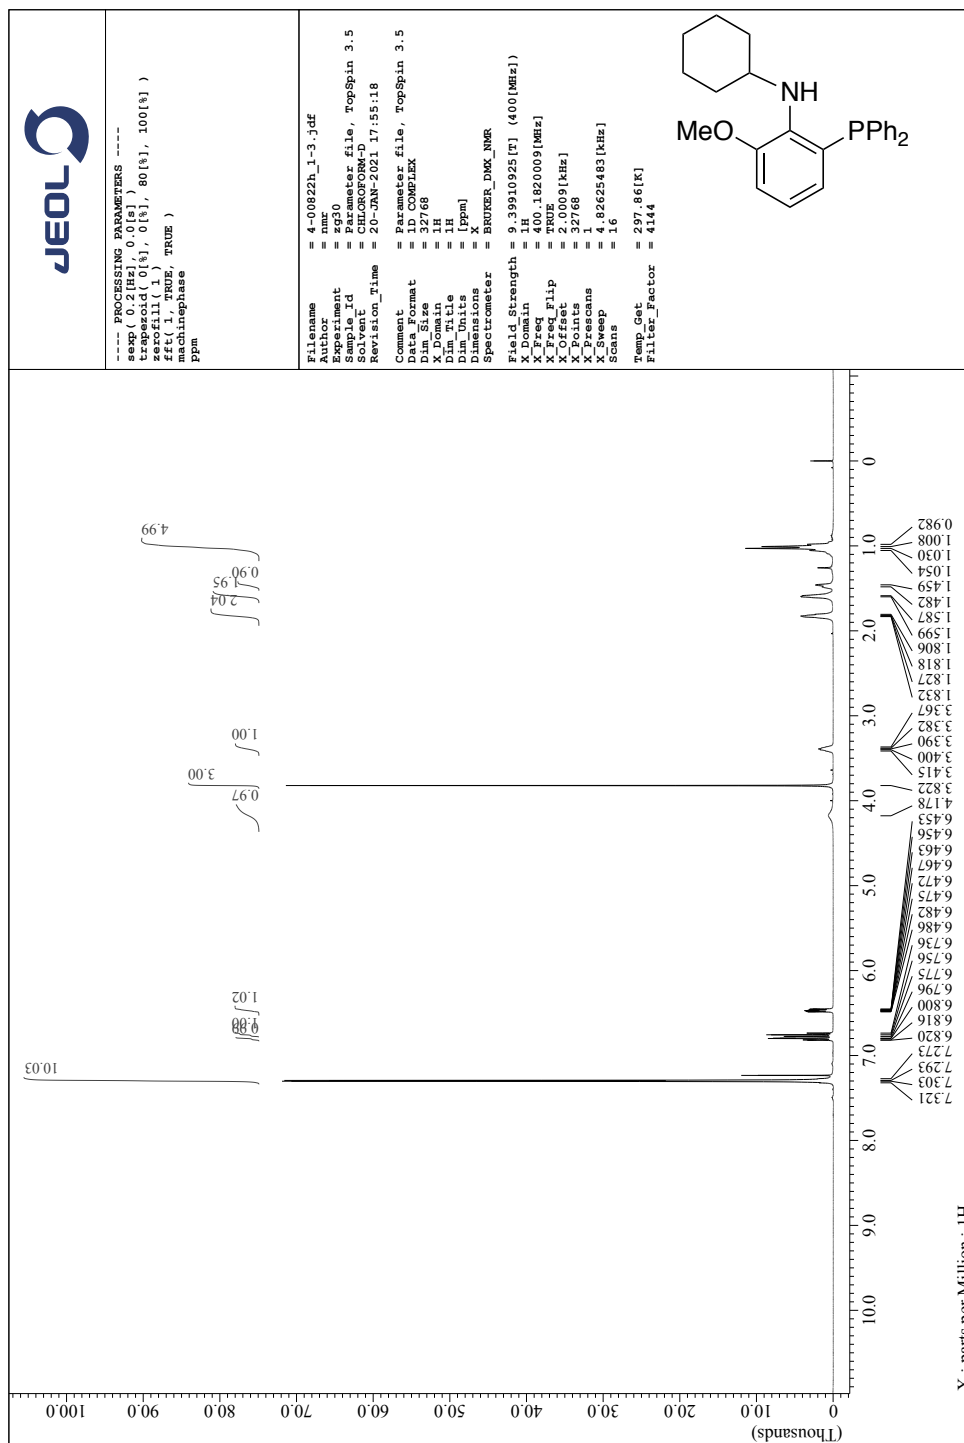 JEOL
---- PROCESSING PARAMETERS ----
sexp( 0.2[Hz], 0.0[s] )
trapezoid( 0[%], 0[%], 80[%], 100[%] )
zerofill( 1 )
fft( 1, TRUE, TRUE )
machinephase
ppm
Filename = 4-00822h_1-3.jdf
Author = nmr
Experiment = zg30
Sample_Id = Parameter file, TopSpin 3.5
Solvent = CHLOROFORM-D
Revision_Time = 20-JAN-2021 17:55:18
Comment = Parameter file, TopSpin 3.5
Data_Format = 1D COMPLEX
Dim_Size = 32768
X_Domain = 1H
Dim_Title = 1H
Dim_Units = [ppm]
Dimensions = X
Spectrometer = BRUKER_DMX_NMR
Field_Strength = 9.39910925[T] (400[MHz])
X_Domain = 1H
X_Freq = 400.1820009[MHz]
X_Freq_Flip = TRUE
X_Offset = 2.0009[kHz]
X_Points = 32768
X_Prescans = 1
X_Sweep = 4.82625483[kHz]
Scans = 16
Temp_Get = 297.86[K]
Filter_Factor = 4144
NH
MeO
PPh2
(Thousands)
0
10.0
20.0
30.0
40.0
50.0
60.0
70.0
80.0
90.0
100.0
10.03
0.99
1.00
1.02
0.97
3.00
1.00
2.04
1.95
0.90
4.99
10.0
9.0
8.0
7.0
6.0
5.0
4.0
3.0
2.0
1.0
0
7.321
7.303
7.293
7.273
6.820
6.816
6.800
6.796
6.775
6.756
6.736
6.486
6.482
6.475
6.472
6.467
6.463
6.456
6.453
4.178
3.822
3.415
3.400
3.390
3.382
3.367
1.832
1.827
1.818
1.806
1.599
1.587
1.482
1.459
1.054
1.030
1.008
0.982
X : parts per Million : 1H